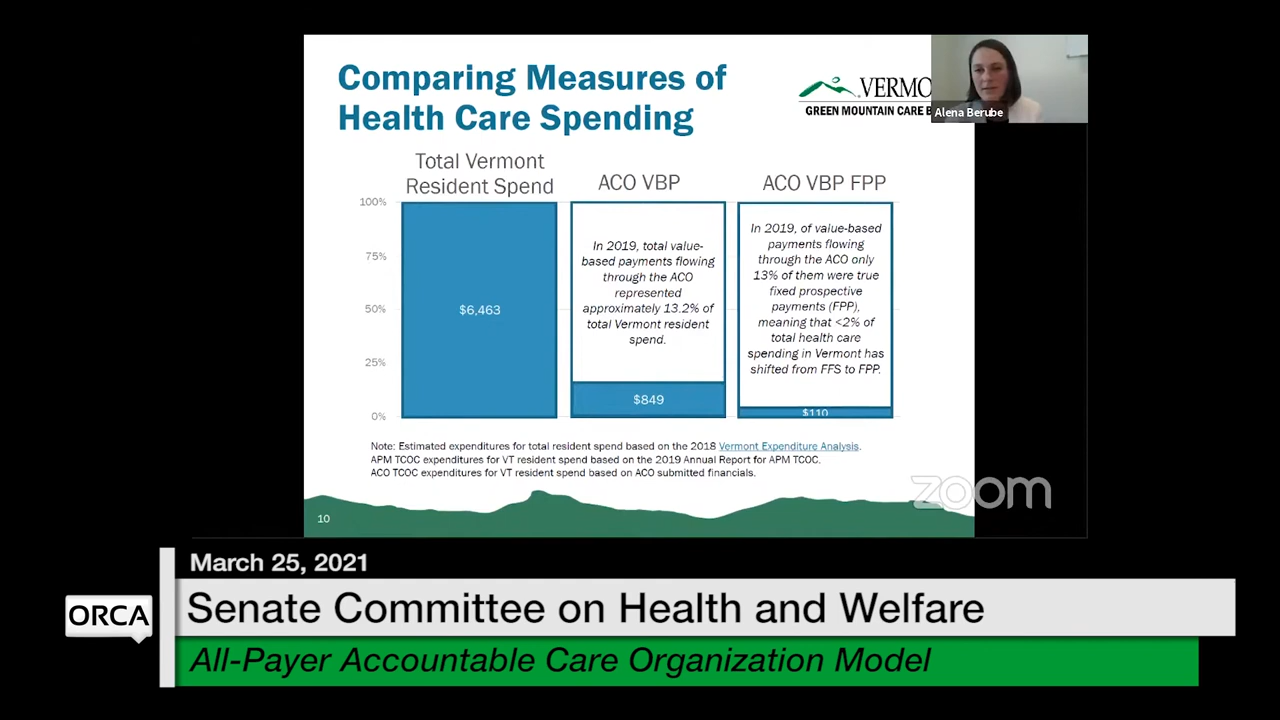 Comparing Measures of
Health Care Spending
VERMO
GREEN MOUNTAIN CARE B
Alena Berube
Total Vermont
Resident Spend
ACO VBP
ACO VBP FPP
100%
75%
50%
25%
0%
$6,463
In 2019, total value-
based payments flowing
through the ACO
represented
approximately 13.2% of
total Vermont resident
spend.
$849
In 2019, of value-based
payments flowing
through the ACO only
13% of them were true
fixed prospective
payments (FPP),
meaning that <2% of
total health care
spending in Vermont has
shifted from FFS to FPP.
$110
Note: Estimated expenditures for total resident spend based on the 2018 Vermont Expenditure Analysis.
APM TCOC expenditures for VT resident spend based on the 2019 Annual Report for APM TCOC.
ACO TCOC expenditures for VT resident spend based on ACO submitted financials.
10
zoom
March 25, 2021
ORCA
Senate Committee on Health and Welfare
All-Payer Accountable Care Organization Model